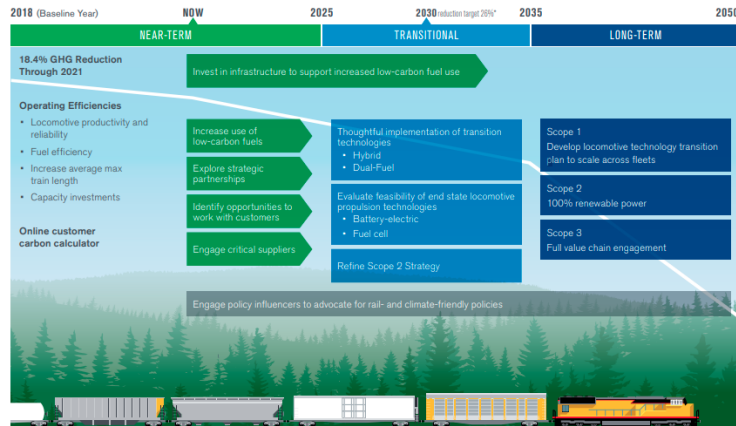 2018 (Baseline Year) NOW 2025 2030 reduction target 26%* 2035 2050
NEAR-TERM TRANSITIONAL LONG-TERM
18.4% GHG Reduction
Through 2021
Invest in infrastructure to support increased low-carbon fuel use
Operating Efficiencies
• Locomotive productivity and
reliability
• Fuel efficiency
• Increase average max
train length
• Capacity investments
Online customer
carbon calculator
Increase use of
low-carbon fuels
Explore strategic
partnerships
Identify opportunities to
work with customers
Engage critical suppliers
Thoughtful implementation of transition
technologies
• Hybrid
• Dual-Fuel
Evaluate feasibility of end state locomotive
propulsion technologies
• Battery-electric
• Fuel cell
Refine Scope 2 Strategy
Scope 1
Develop locomotive technology transition
plan to scale across fleets
Scope 2
100% renewable power
Scope 3
Full value chain engagement
Engage policy influencers to advocate for rail- and climate-friendly policies